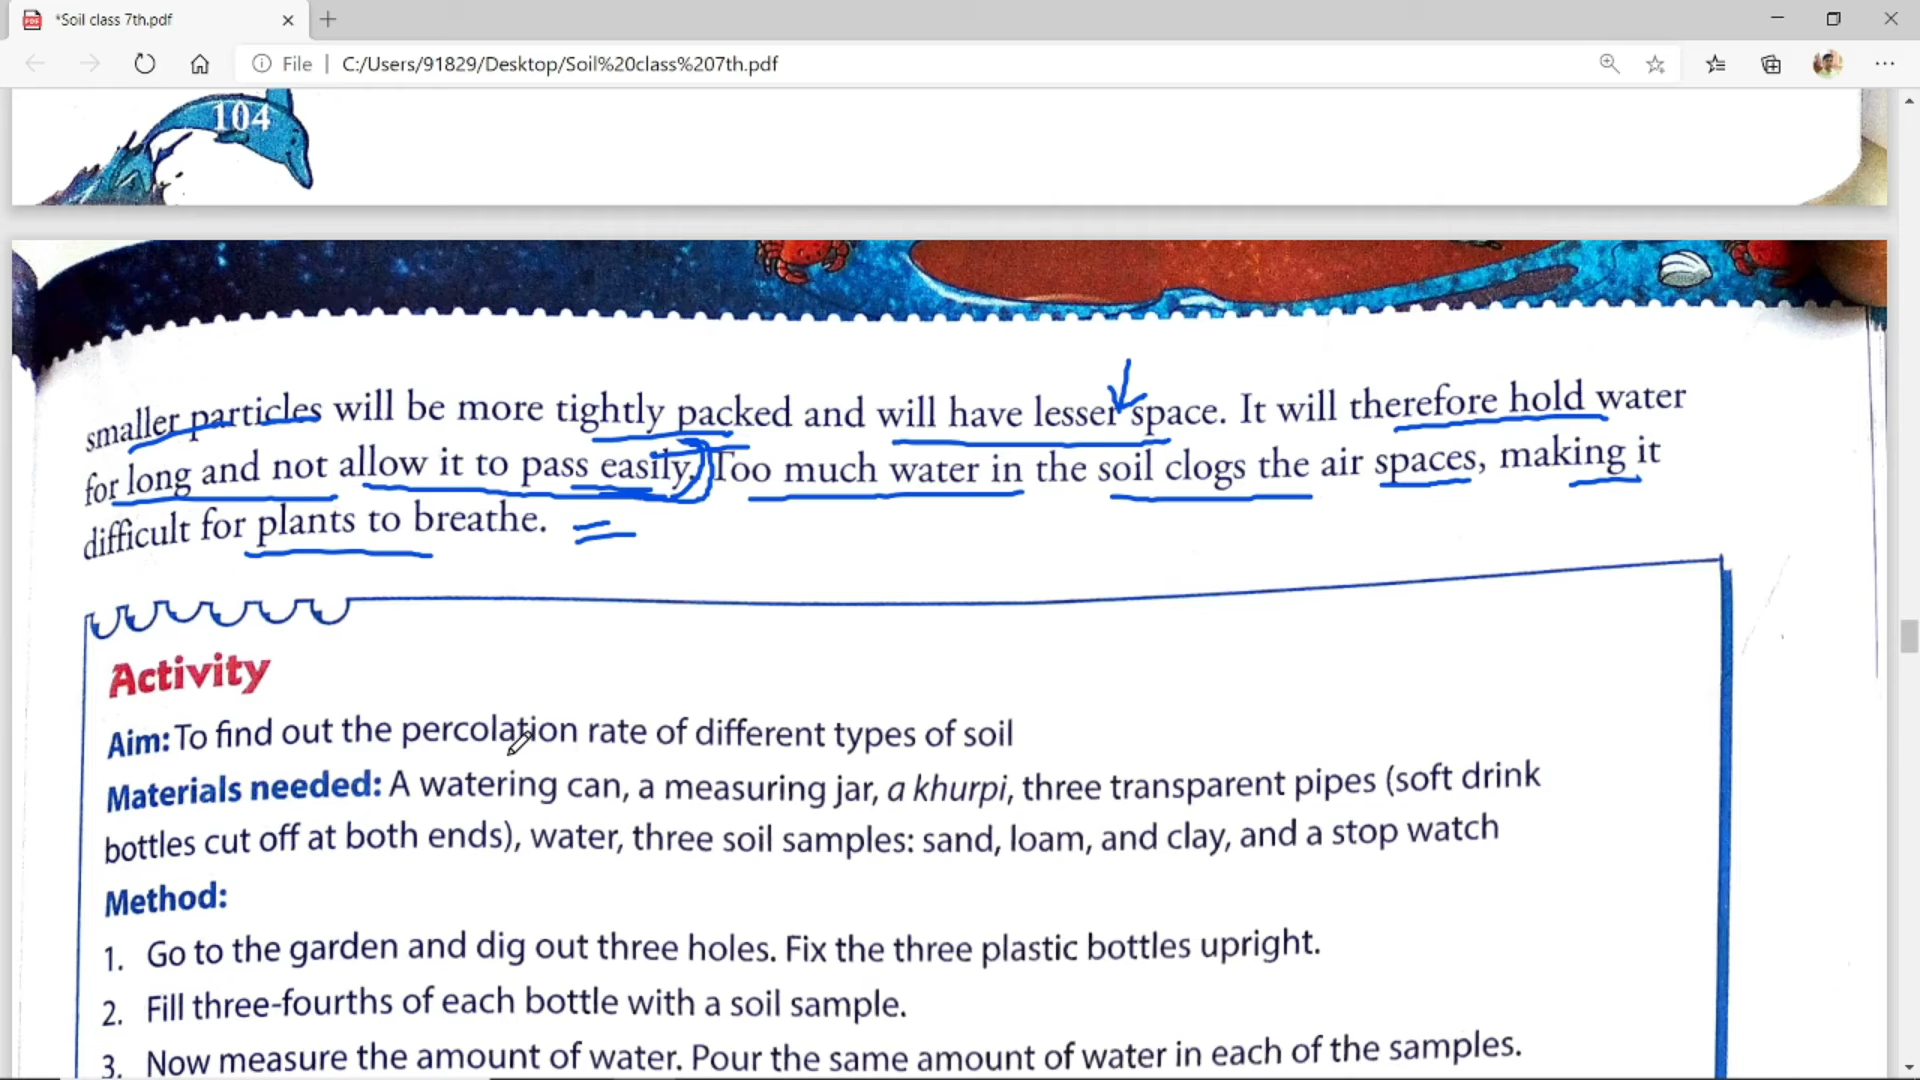 *Soil class 7th.pdf
File | C:/Users/91829/Desktop/Soil%20class%207th.pdf
104
smaller particles will be more tightly packed and will have lesser space. It will therefore hold water
for long and not allow it to pass easily. Too much water in the soil clogs the air spaces, making it
difficult for plants to breathe.
Activity
Aim: To find out the percolation rate of different types of soil
Materials needed: A watering can, a measuring jar, a khurpi, three transparent pipes (soft drink
bottles cut off at both ends), water, three soil samples: sand, loam, and clay, and a stop watch
Method:
1. Go to the garden and dig out three holes. Fix the three plastic bottles upright.
2. Fill three-fourths of each bottle with a soil sample.
3. Now measure the amount of water. Pour the same amount of water in each of the samples.